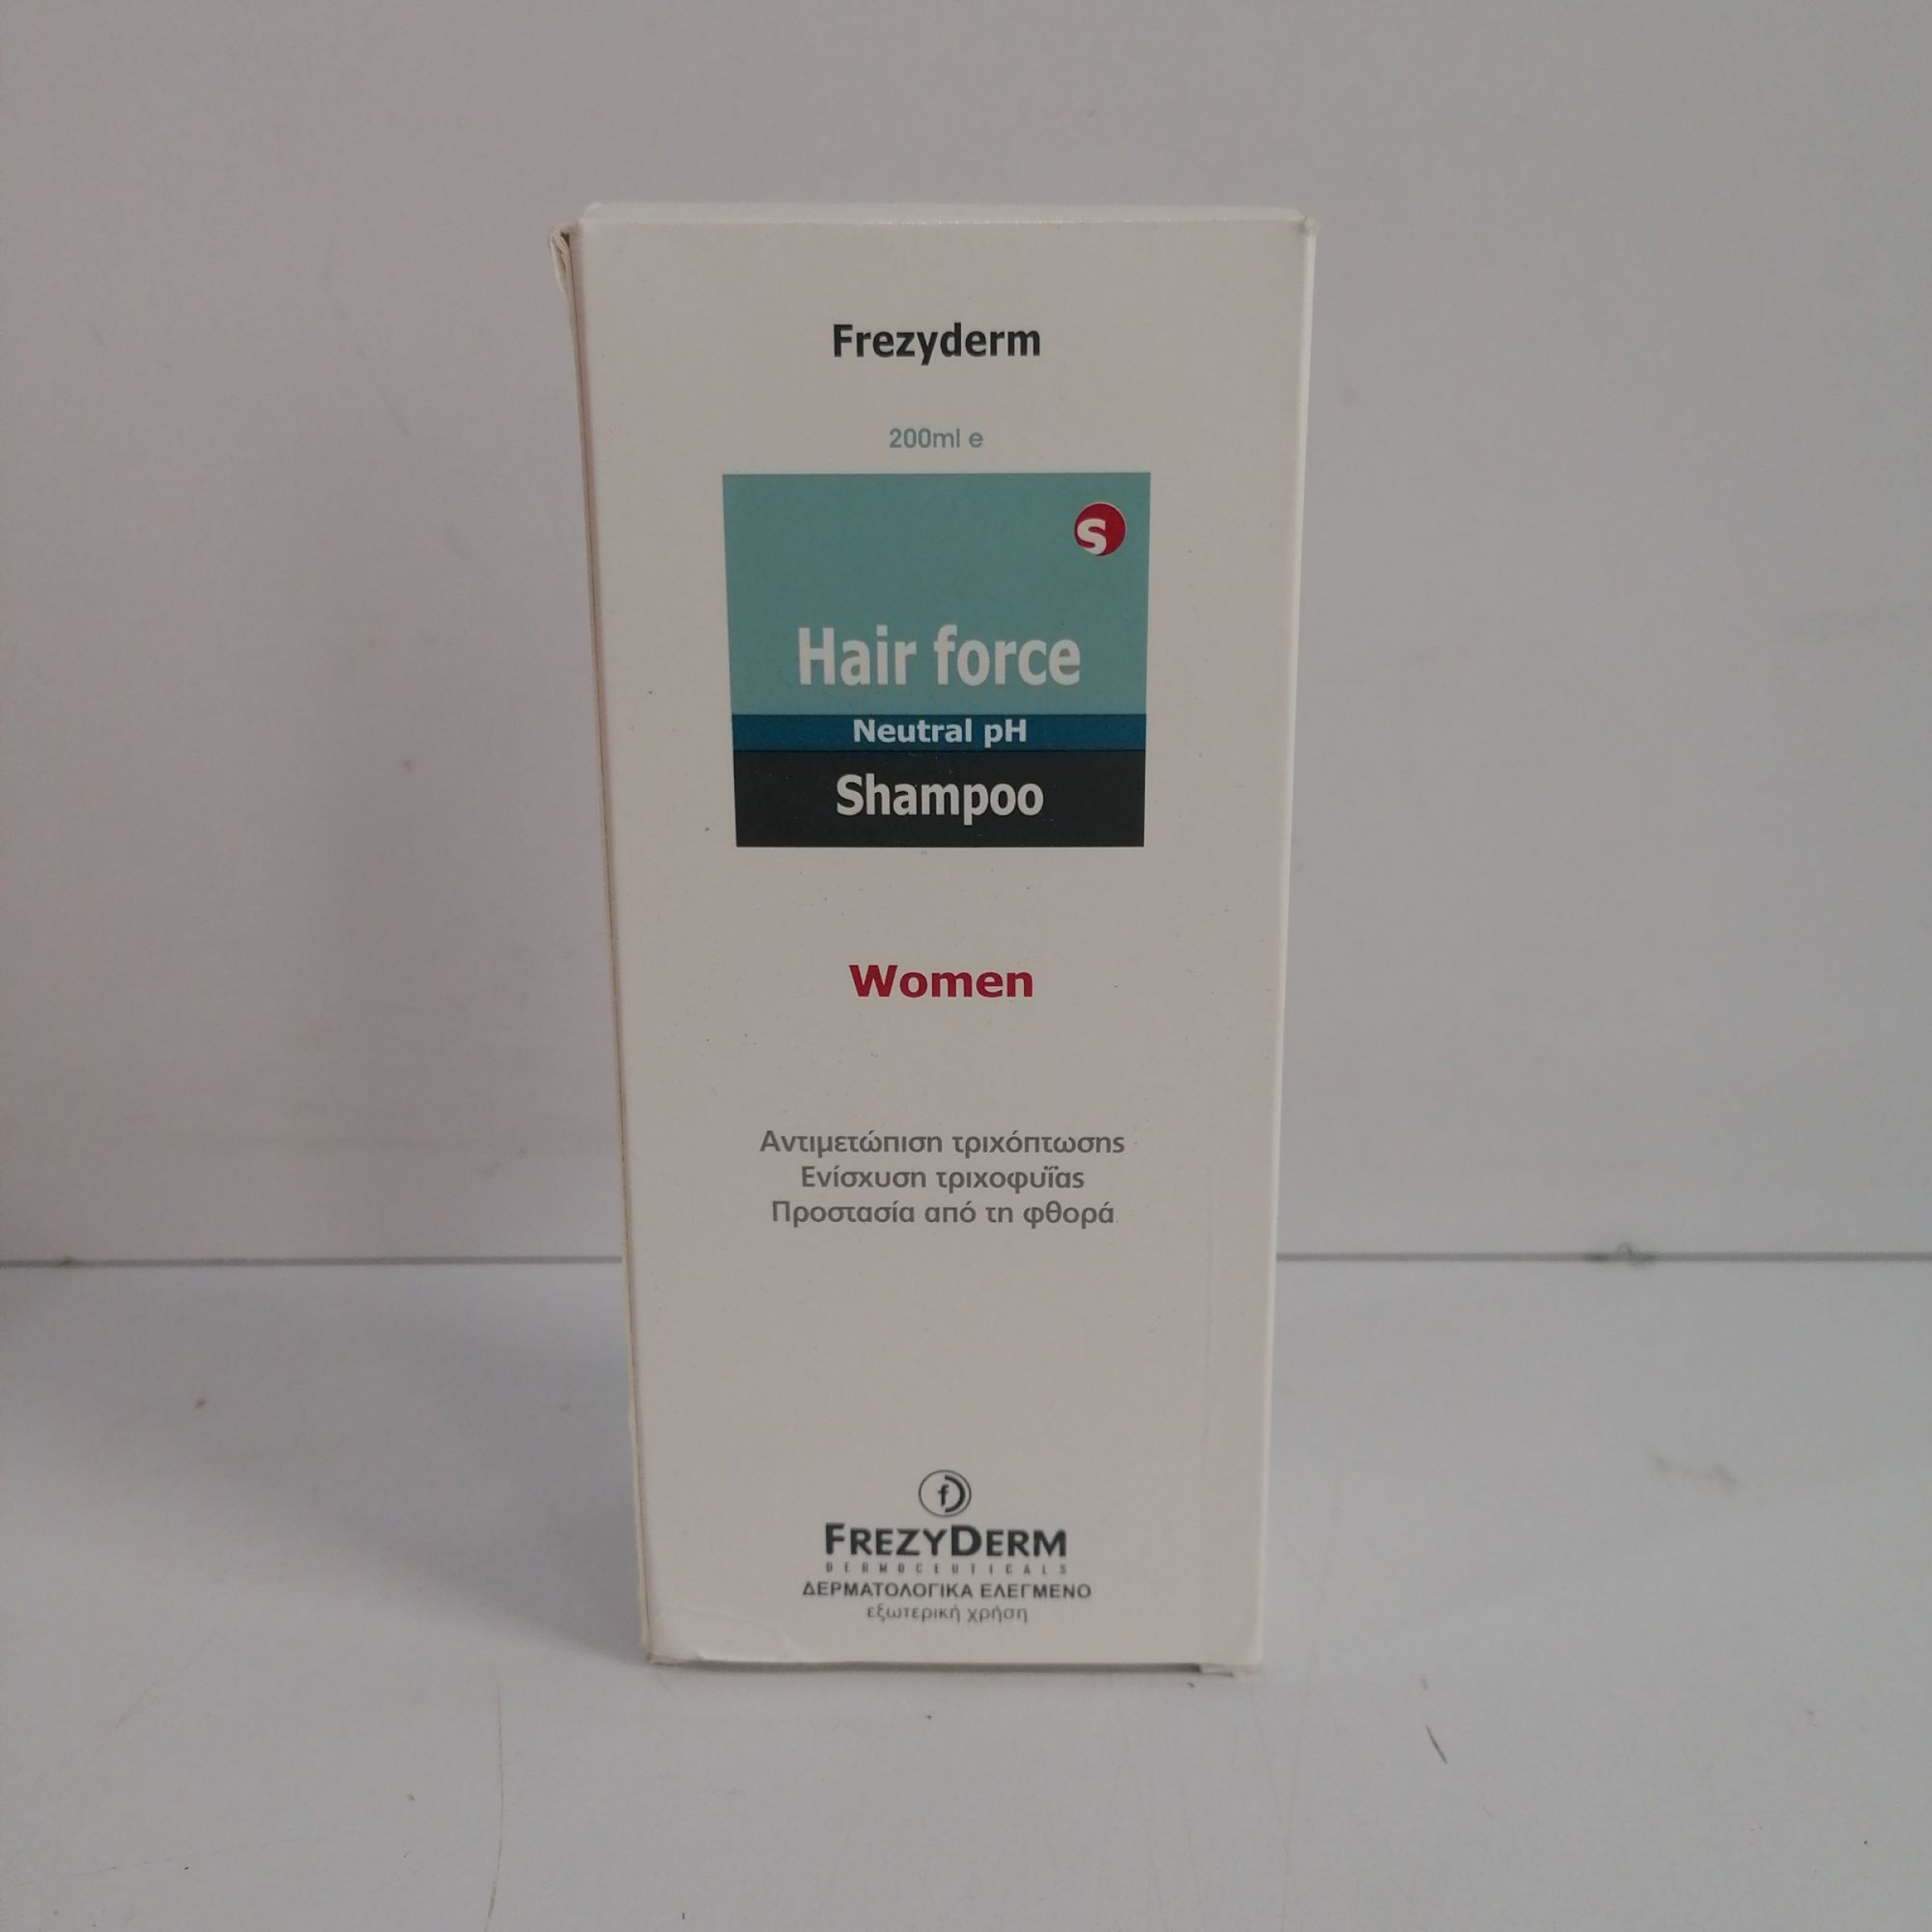 Frezyderm
200ml e
S
Hair force
Neutral pH
Shampoo
Women
Αντιμετώπιση τριχόπτωσης
Ενίσχυση τριχοφυΐας
Προστασία από τη φθορά
f
FREZYDERM
DERMOCEUTICALS
ΔΕΡΜΑΤΟΛΟΓΙΚΑ ΕΛΕΓΜΕΝΟ
εξωτερική χρήση